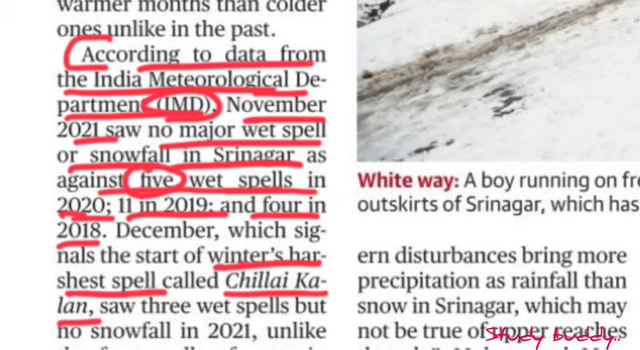 warmer months than colder
ones unlike in the past.
According to data from
the India Meteorological De-
partment (IMD), November
2021 saw no major wet spell
or snowfall in Srinagar as
against five wet spells in
2020; 11 in 2019: and four in
2018. December, which sig-
nals the start of winter's har-
shest spell called Chillai Ka-
lan, saw three wet spells but
no snowfall in 2021, unlike
White way: A boy running on fre
outskirts of Srinagar, which has
ern disturbances bring more
precipitation as rainfall than
snow in Srinagar, which may
not be true of upper reaches
Study buddy..